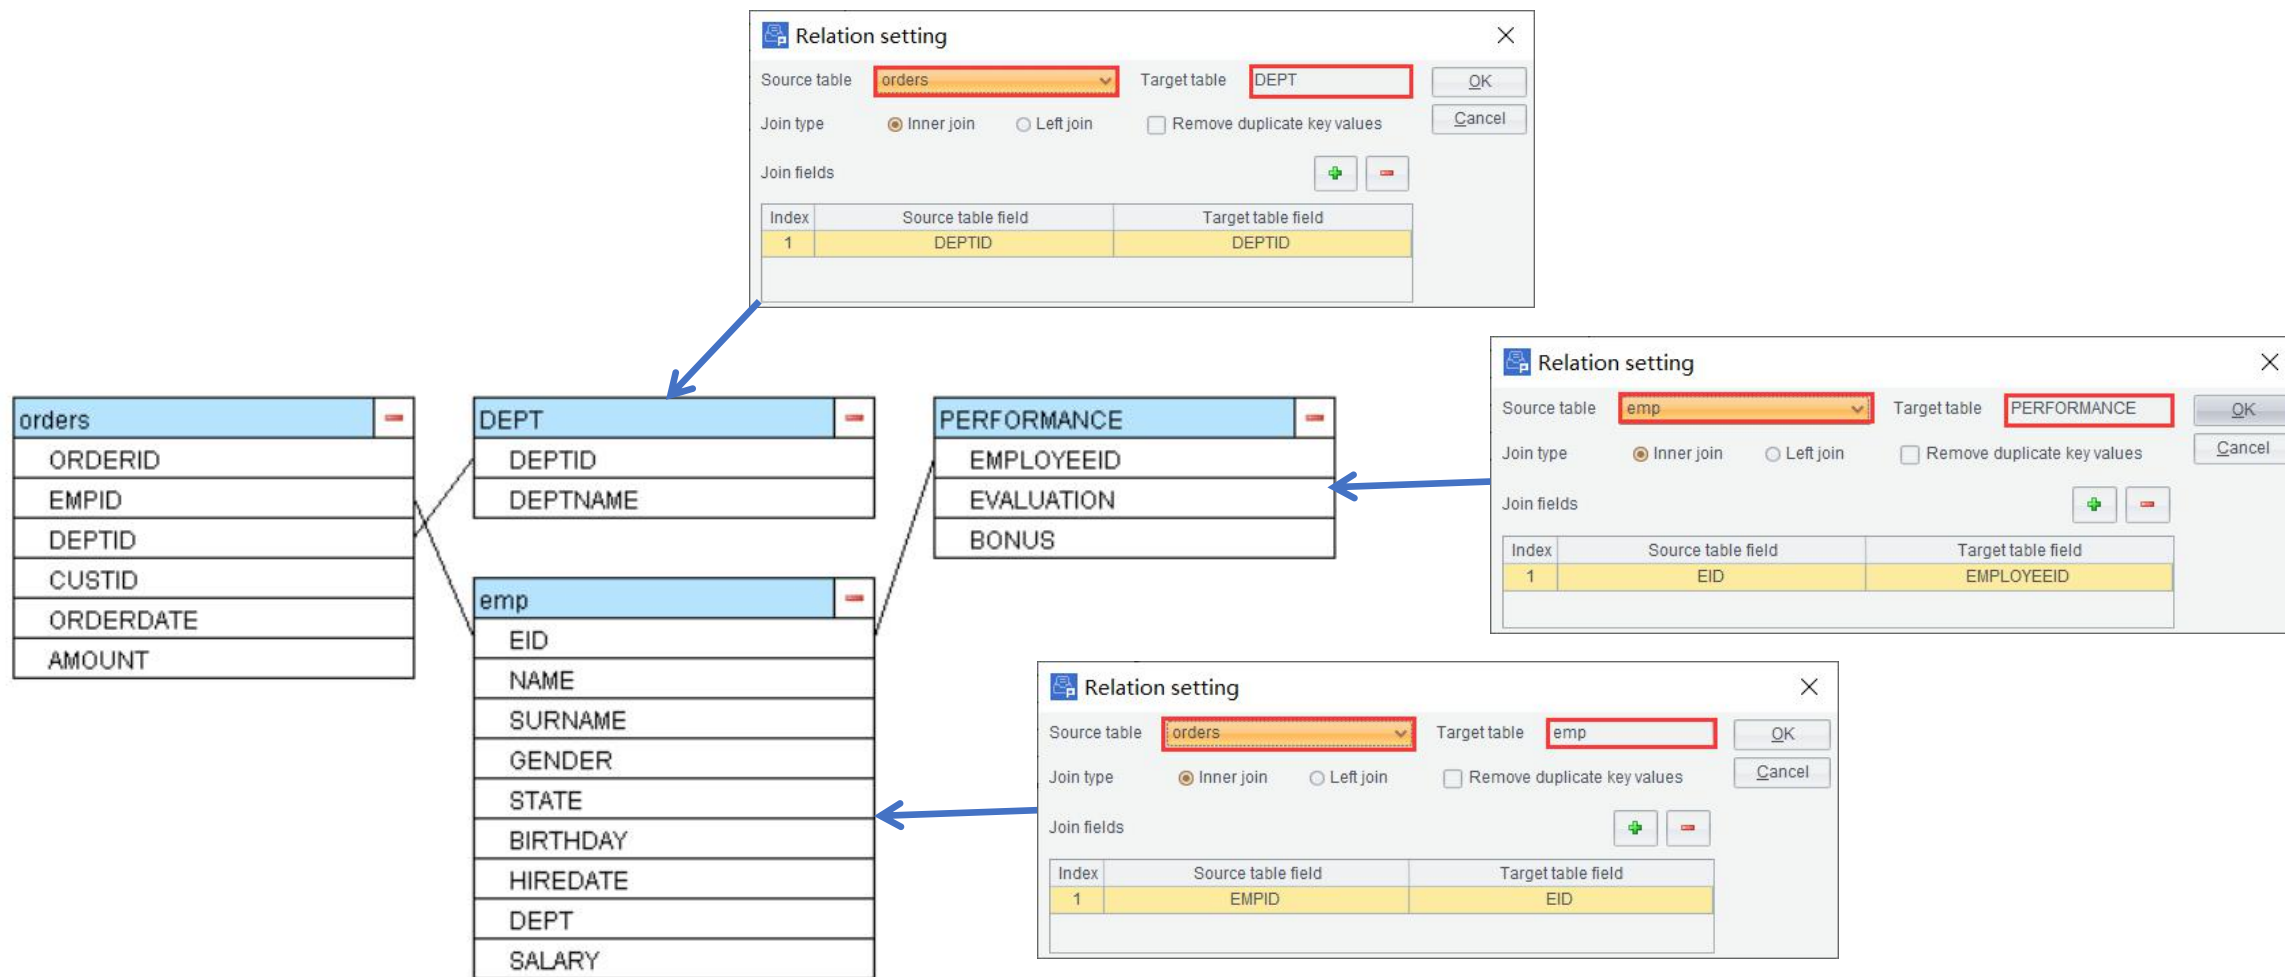 Relation setting
Source table orders Target table DEPT OK
Join type Inner join Left join Remove duplicate key values Cancel
Join fields
Index Source table field Target table field
1 DEPTID DEPTID
orders
ORDERID
EMPID
DEPTID
CUSTID
ORDERDATE
AMOUNT
DEPT
DEPTID
DEPTNAME
PERFORMANCE
EMPLOYEEID
EVALUATION
BONUS
Relation setting
Source table emp Target table PERFORMANCE OK
Join type Inner join Left join Remove duplicate key values Cancel
Join fields
Index Source table field Target table field
1 EID EMPLOYEEID
emp
EID
NAME
SURNAME
GENDER
STATE
BIRTHDAY
HIREDATE
DEPT
SALARY
Relation setting
Source table orders Target table emp OK
Join type Inner join Left join Remove duplicate key values Cancel
Join fields
Index Source table field Target table field
1 EMPID EID